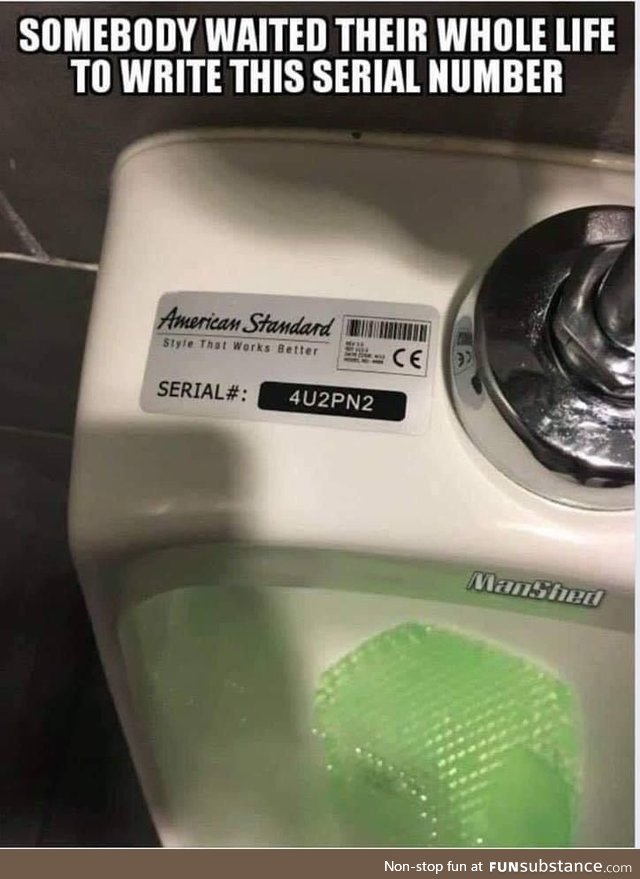 SOMEBODY WAITED THEIR WHOLE LIFE
TO WRITE THIS SERIAL NUMBER
American Standard
Style That Works Better
CE
SERIAL#: 4U2PN2
ManShed
Non-stop fun at FUNsubstance.com